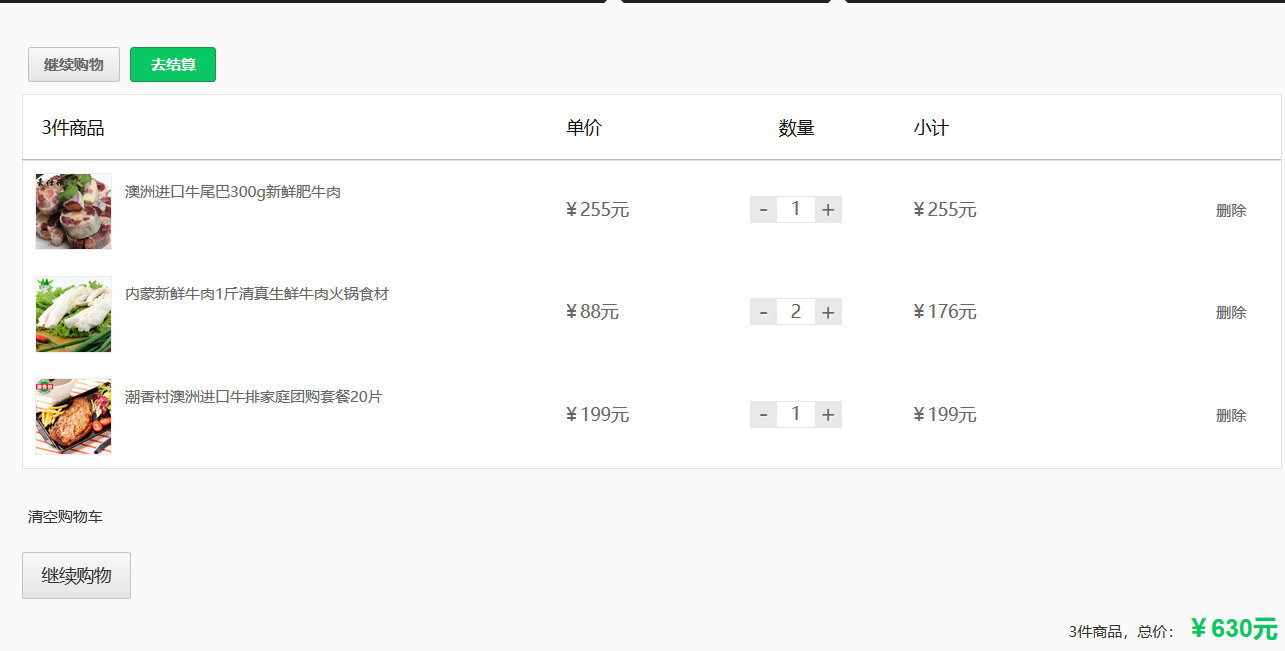 继续购物 去结算
3件商品 单价 数量 小计
澳洲进口牛尾巴300g新鲜肥牛肉
¥255元 - 1 + ¥255元 删除
内蒙新鲜牛肉1斤清真生鲜牛肉火锅食材
¥88元 - 2 + ¥176元 删除
潮香村澳洲进口牛排家庭团购套餐20片
¥199元 - 1 + ¥199元 删除
清空购物车
继续购物
3件商品，总价： ¥630元